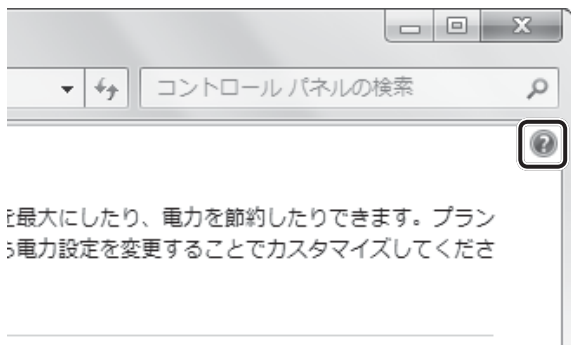 コントロール パネルの検索
を最大にしたり、電力を節約したりできます。プラン
ら電力設定を変更することでカスタマイズしてくださ